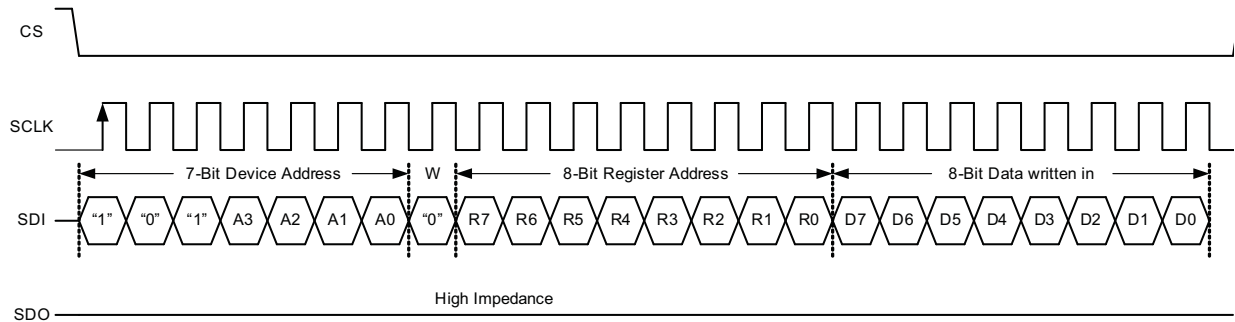 CS
SCLK
7-Bit Device Address W 8-Bit Register Address 8-Bit Data written in
SDI “1” “0” “1” A3 A2 A1 A0 “0” R7 R6 R5 R4 R3 R2 R1 R0 D7 D6 D5 D4 D3 D2 D1 D0
High Impedance
SDO